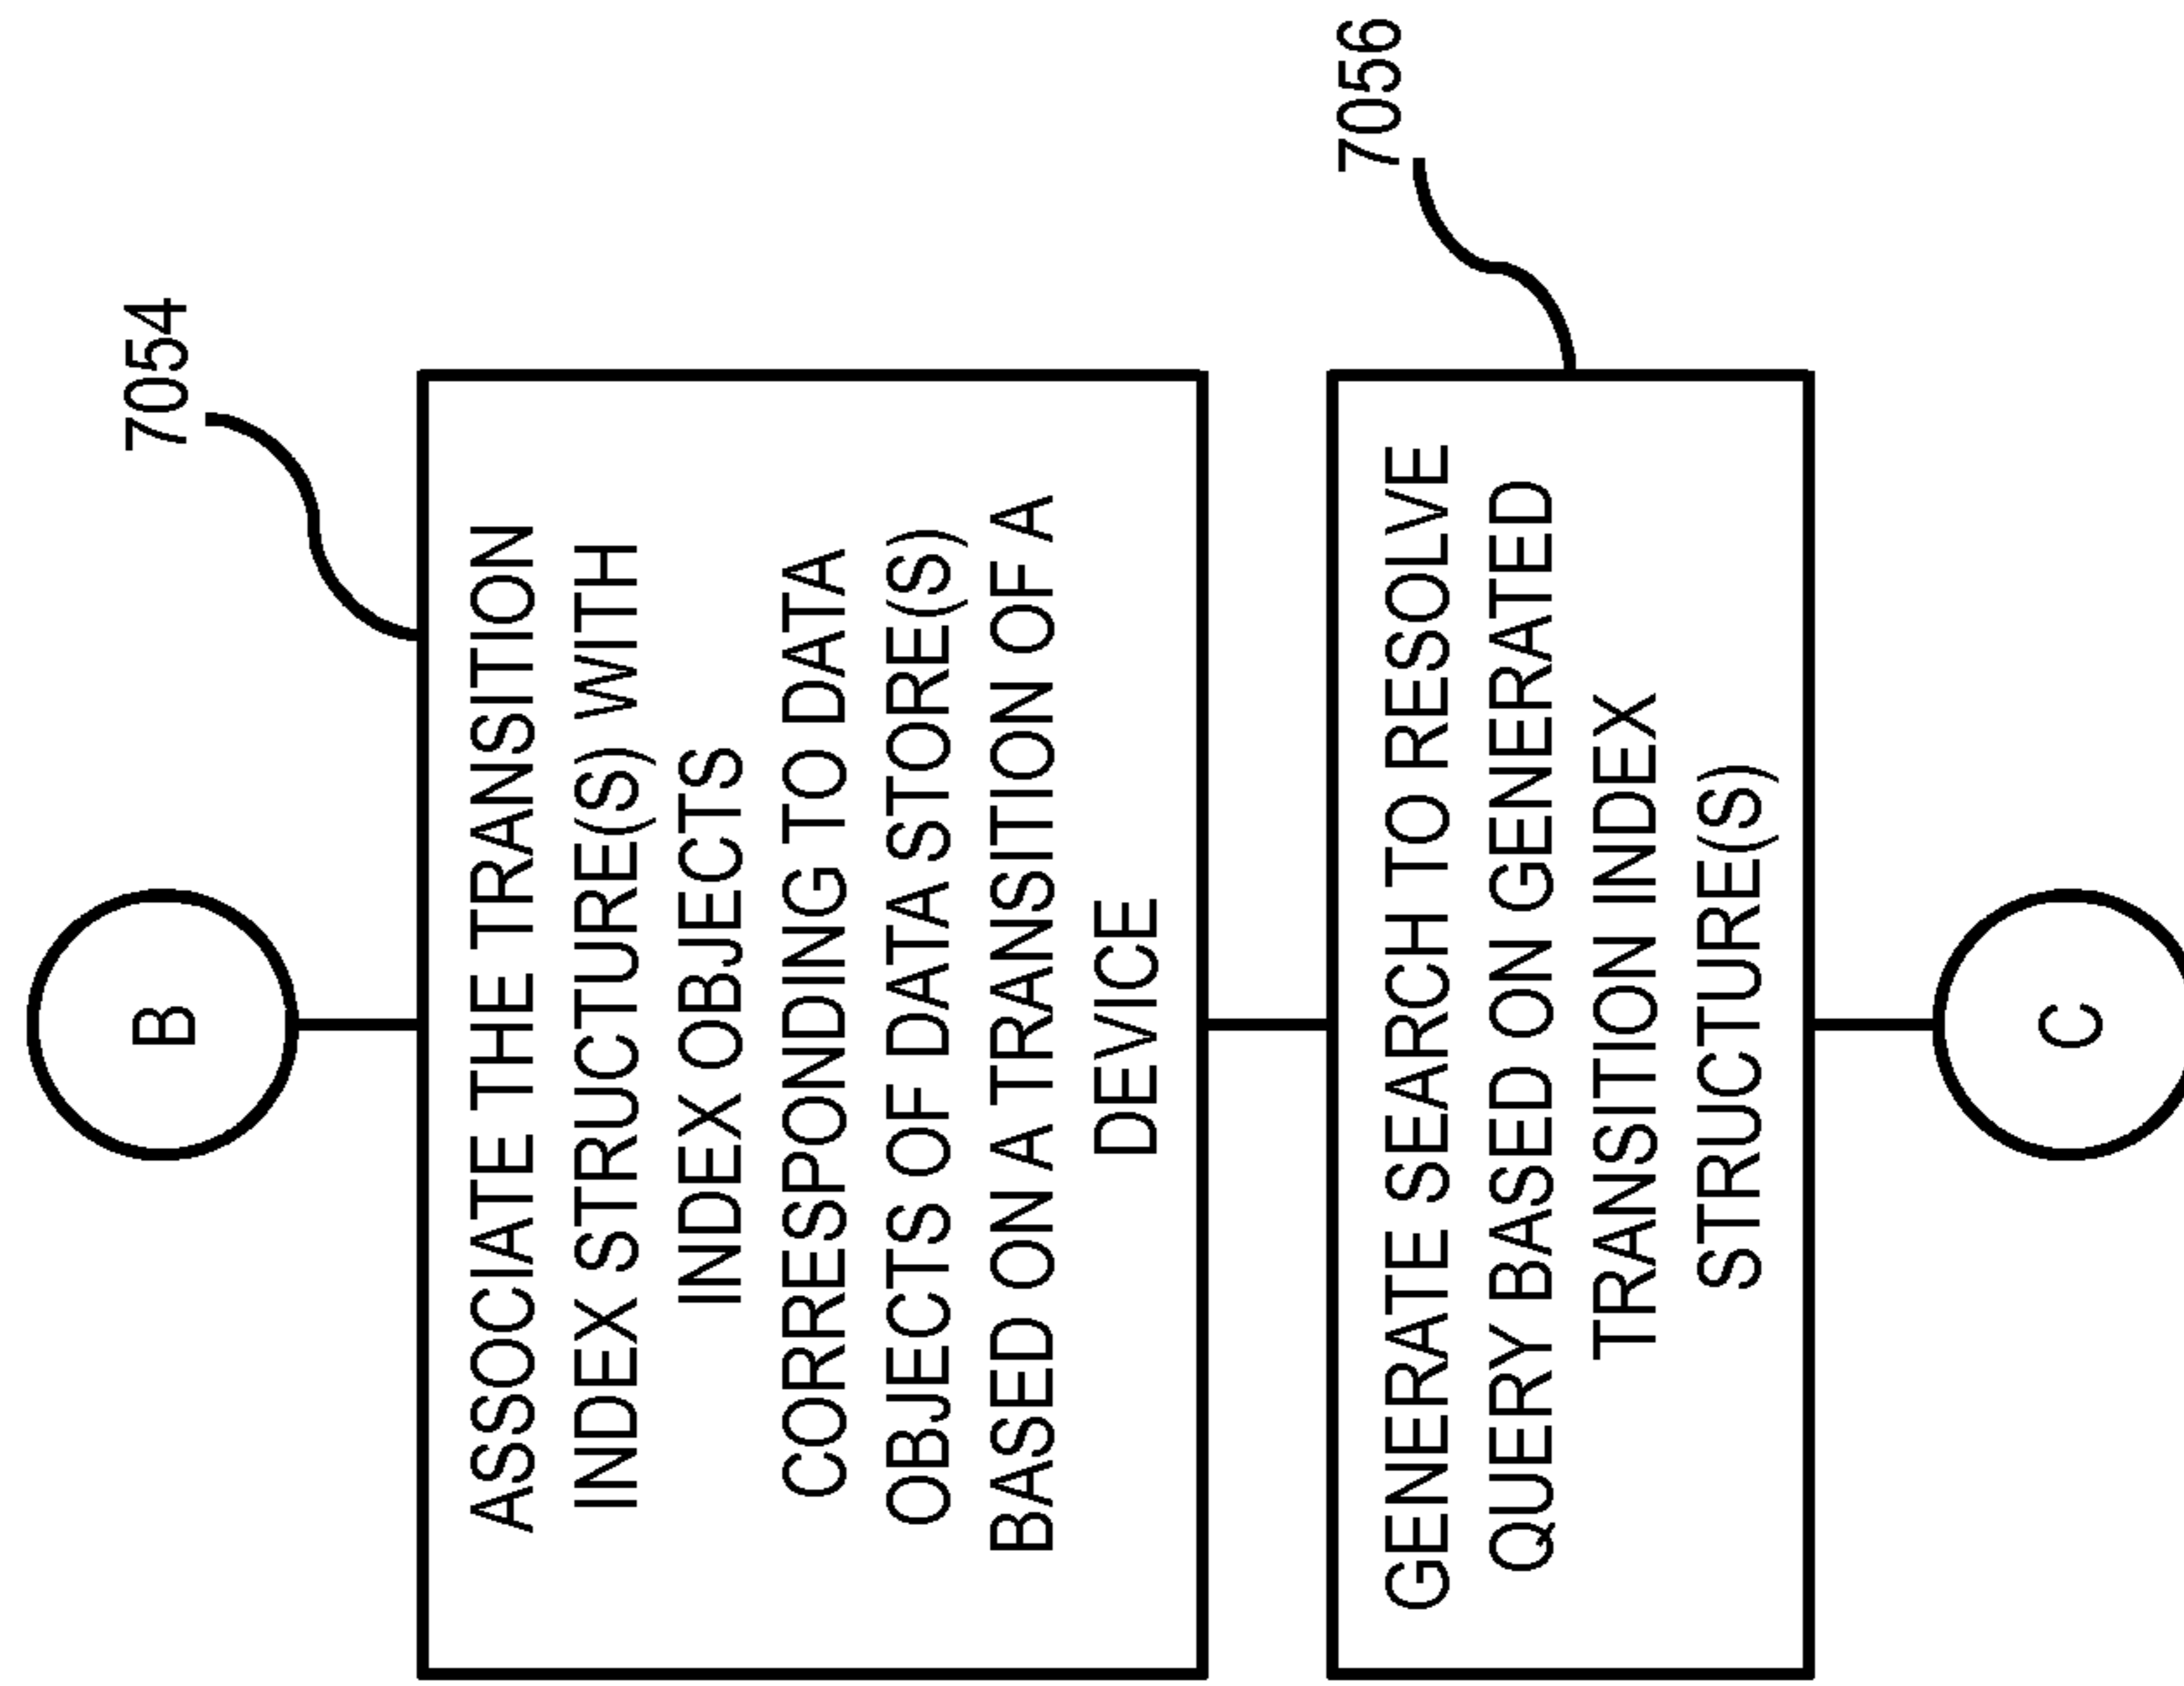 B
7054
ASSOCIATE THE TRANSITION
INDEX STRUCTURE(S) WITH
INDEX OBJECTS
CORRESPONDING TO DATA
OBJECTS OF DATA STORE(S)
BASED ON A TRANSITION OF A
DEVICE
7056
GENERATE SEARCH TO RESOLVE
QUERY BASED ON GENERATED
TRANSITION INDEX
STRUCTURE(S)
C